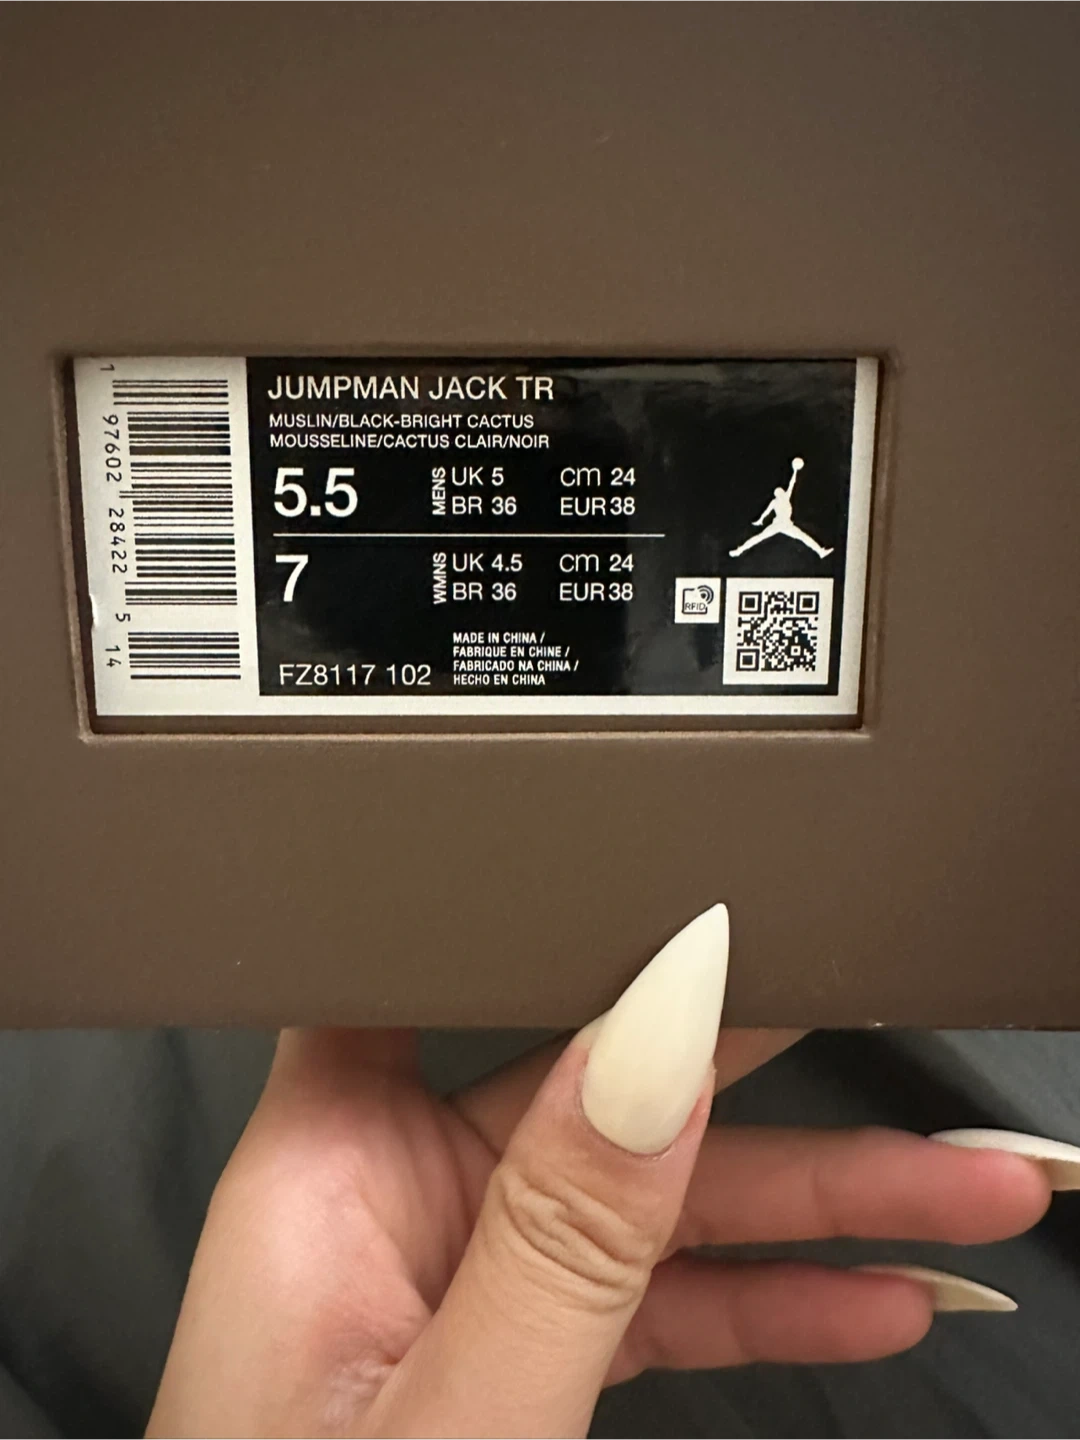 1 97602 28422 5 14
JUMPMAN JACK TR
MUSLIN/BLACK-BRIGHT CACTUS
MOUSSELINE/CACTUS CLAIR/NOIR
5.5 MENS UK 5 cm 24
BR 36 EUR 38
7 WMNS UK 4.5 cm 24
BR 36 EUR 38
RFID
MADE IN CHINA /
FABRIQUE EN CHINE /
FABRICADO NA CHINA /
HECHO EN CHINA
FZ8117 102